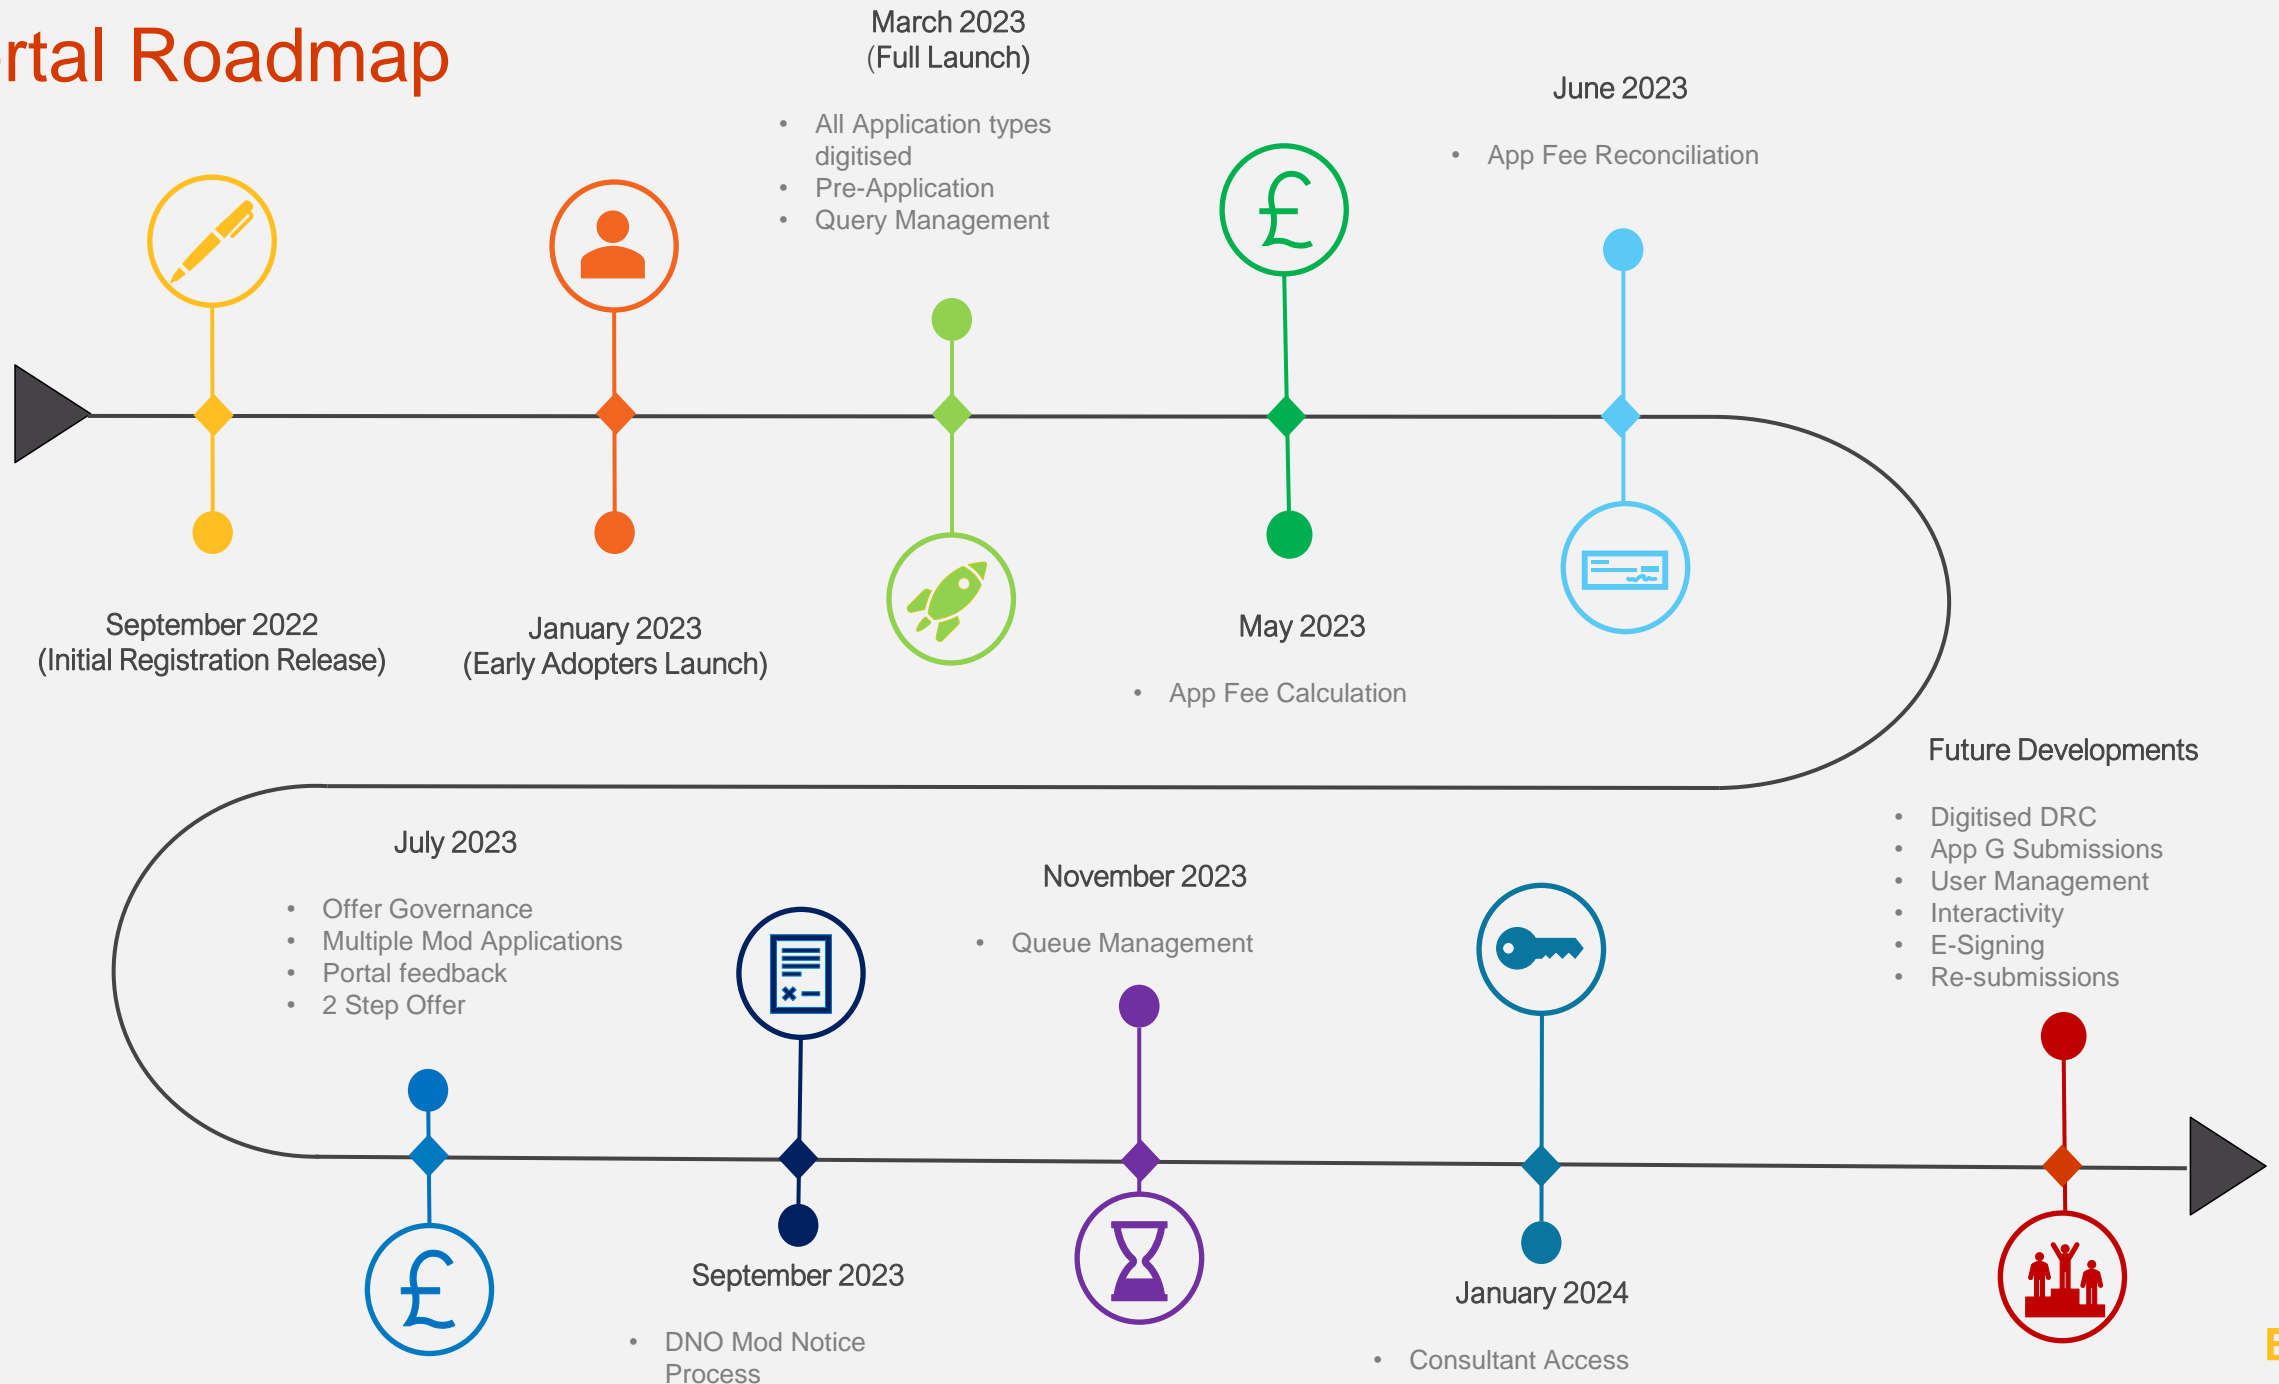 rtal Roadmap
March 2023
(Full Launch)
• All Application types
digitised
• Pre-Application
• Query Management
June 2023
• App Fee Reconciliation
£
September 2022
(Initial Registration Release)
January 2023
(Early Adopters Launch)
May 2023
• App Fee Calculation
Future Developments
• Digitised DRC
• App G Submissions
• User Management
• Interactivity
• E-Signing
• Re-submissions
July 2023
• Offer Governance
• Multiple Mod Applications
• Portal feedback
• 2 Step Offer
November 2023
• Queue Management
£
September 2023
• DNO Mod Notice
Process
January 2024
• Consultant Access